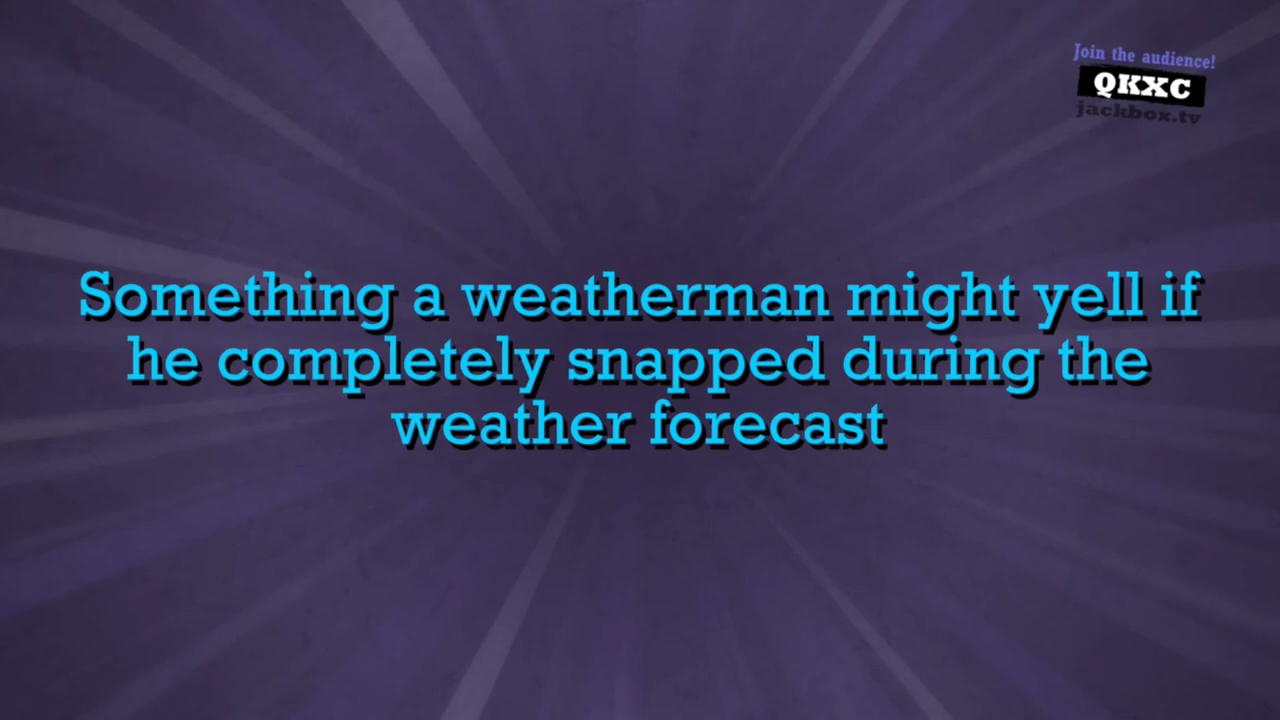 Join the audience!
QKXC
jackbox.tv
Something a weatherman might yell if
he completely snapped during the
weather forecast